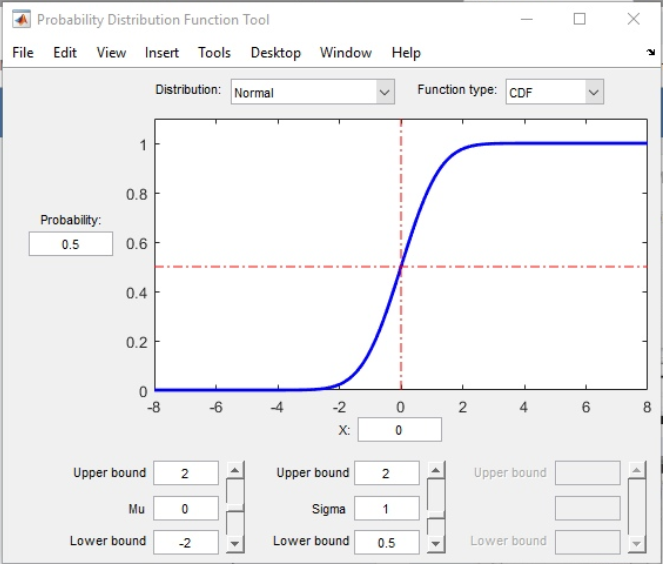 Probability Distribution Function Tool
File Edit View Insert Tools Desktop Window Help
Distribution: Normal Function type: CDF
1
0.8
Probability:
0.5
0.6
0.4
0.2
0
-8 -6 -4 -2 0 2 4 6 8
X: 0
Upper bound 2 Upper bound 2 Upper bound
Mu 0 Sigma 1
Lower bound -2 Lower bound 0.5 Lower bound